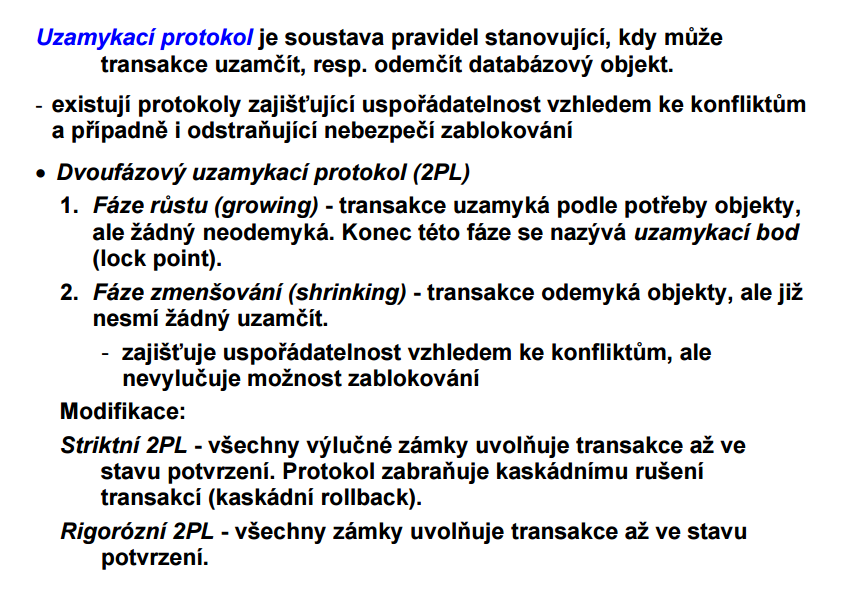 Uzamykací protokol je soustava pravidel stanovující, kdy může
transakce uzamčít, resp. odemčít databázový objekt.
- existují protokoly zajišťující uspořádatelnost vzhledem ke konfliktům
a případně i odstraňující nebezpečí zablokování
• Dvoufázový uzamykací protokol (2PL)
1. Fáze růstu (growing) - transakce uzamyká podle potřeby objekty,
ale žádný neodemyká. Konec této fáze se nazývá uzamykací bod
(lock point).
2. Fáze zmenšování (shrinking) - transakce odemyká objekty, ale již
nesmí žádný uzamčít.
- zajišťuje uspořádatelnost vzhledem ke konfliktům, ale
nevylučuje možnost zablokování
Modifikace:
Striktní 2PL - všechny výlučné zámky uvolňuje transakce až ve
stavu potvrzení. Protokol zabraňuje kaskádnímu rušení
transakcí (kaskádní rollback).
Rigorózní 2PL - všechny zámky uvolňuje transakce až ve stavu
potvrzení.